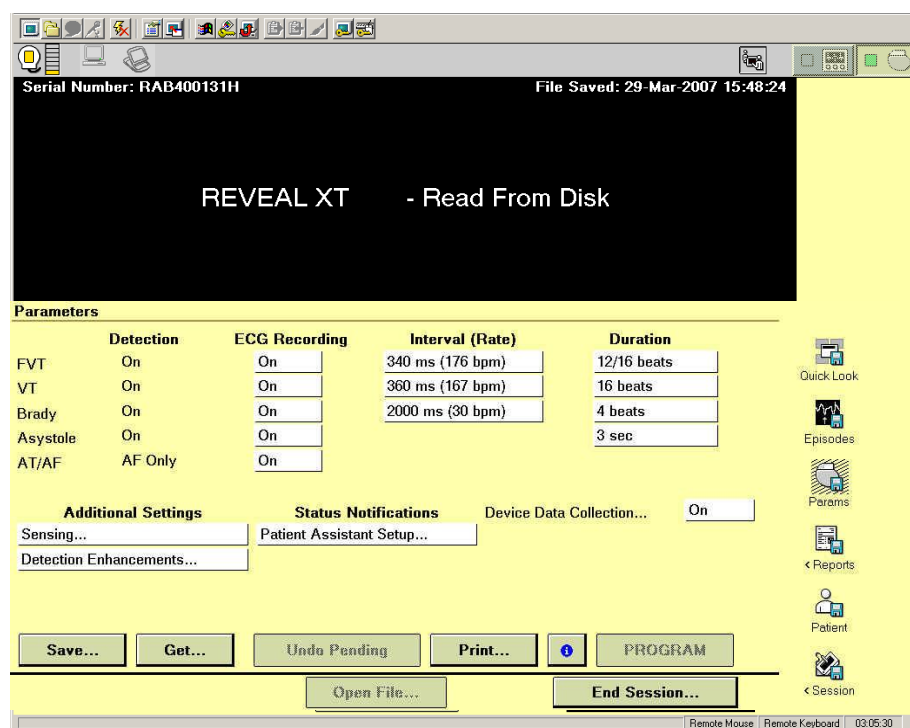 Serial Number: RAB400131H File Saved: 29-Mar-2007 15:48:24
REVEAL XT - Read From Disk
Parameters
Detection ECG Recording Interval (Rate) Duration
FVT On On 340 ms (176 bpm) 12/16 beats
VT On On 360 ms (167 bpm) 16 beats
Brady On On 2000 ms (30 bpm) 4 beats
Asystole On On 3 sec
AT/AF AF Only On
Additional Settings Status Notifications Device Data Collection... On
Sensing... Patient Assistant Setup...
Detection Enhancements...
Save... Get... Undo Pending Print... PROGRAM
Open File... End Session...
Quick Look
Episodes
Params
< Reports
Patient
< Session
Remote Mouse Remote Keyboard 03:05:30